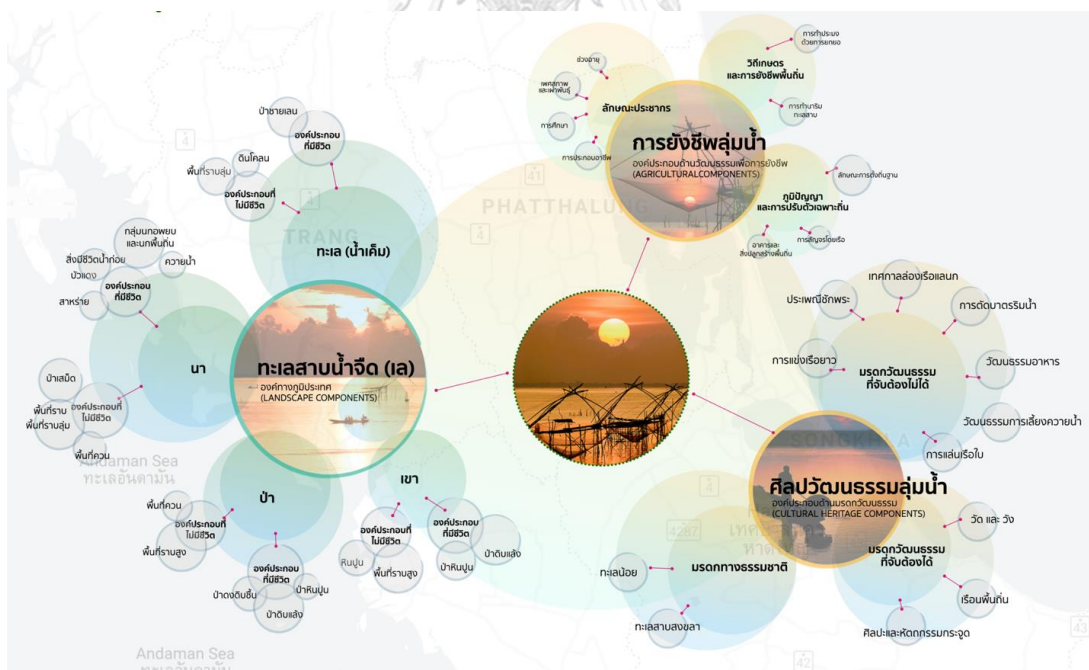 การทำประมง
ด้วยการยกยอ
วิถีเกษตร
และการยังชีพพื้นถิ่น
การทำนาริม
ทะเลสาบ
ช่วงอายุ
เพศสภาพ
และเผ่าพันธุ์
ลักษณะประชากร
การศึกษา
การประกอบอาชีพ
การยังชีพลุ่มน้ำ
องค์ประกอบด้านวัฒนธรรมเพื่อการยังชีพ
(AGRICULTURALCOMPONENTS)
ลักษณะการตั้งถิ่นฐาน
ภูมิปัญญา
และการปรับตัวเฉพาะถิ่น
อาคารและ
สิ่งปลูกสร้างพื้นถิ่น
การสัญจรโดยเรือ
ป่าชายเลน
องค์ประกอบ
ที่มีชีวิต
ดินโคลน
พื้นที่ราบลุ่ม
องค์ประกอบที่
ไม่มีชีวิต
4
41
4
PHATTHALUNG
TRANG
ทะเล (น้ำเค็ม)
กลุ่มนกอพยบ
และนกพื้นถิ่น
สิ่งมีชีวิตน้ำกร่อย
บัวแดง
ควายน้ำ
องค์ประกอบ
ที่มีชีวิต
สาหร่าย
นา
ป่าเสม็ด
องค์ประกอบที่
ไม่มีชีวิต
พื้นที่ราบ
พื้นที่ราบลุ่ม
พื้นที่ควน
ทะเลสาบน้ำจืด (เล)
องค์ทางภูมิประเทศ
(LANDSCAPE COMPONENTS)
เทศกาลล่องเรือแลนก
ประเพณีชักพระ
การตักบาตรริมน้ำ
การแข่งเรือยาว
มรดกวัฒนธรรม
ที่จับต้องไม่ได้
วัฒนธรรมอาหาร
วัฒนธรรมการเลี้ยงควายน้ำ
การแล่นเรือใบ
SONGKHLA
Andaman Sea
ทะเลอันดามัน
ป่า
พื้นที่ควน
องค์ประกอบที่
ไม่มีชีวิต
พื้นที่ราบสูง
องค์ประกอบ
ที่มีชีวิต
ป่าดงดิบชื้น
ป่าหินปูน
ป่าดิบแล้ง
เขา
องค์ประกอบที่
ไม่มีชีวิต
หินปูน
พื้นที่ราบสูง
องค์ประกอบ
ที่มีชีวิต
ป่าดิบแล้ง
ป่าหินปูน
ศิลปวัฒนธรรมลุ่มน้ำ
องค์ประกอบด้านมรดกวัฒนธรรม
(CULTURAL HERITAGE COMPONENTS)
4
4287
มรดกทางธรรมชาติ
ทะเลน้อย
ทะเลสาบสงขลา
วัด และ วัง
มรดกวัฒนธรรม
ที่จับต้องได้
เรือนพื้นถิ่น
ศิลปะและหัตถกรรมกระจูด
43
42
Andaman Sea